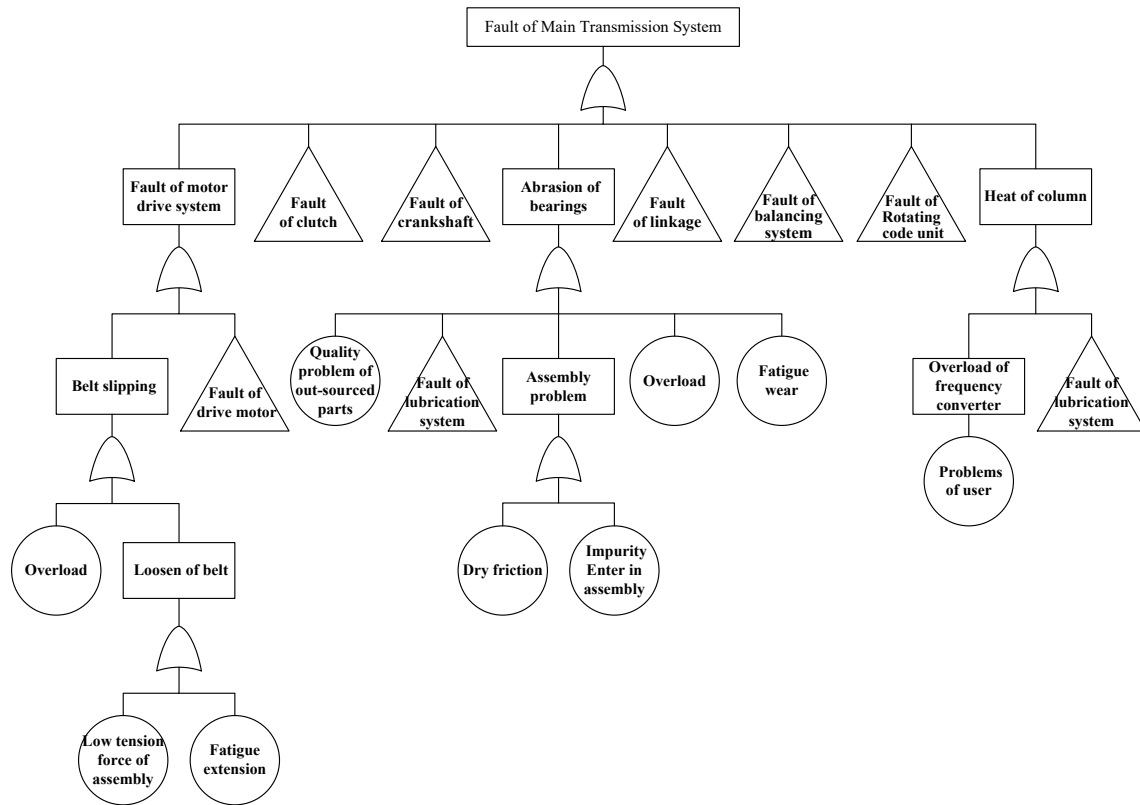 Fault of Main Transmission System
Fault of motor
drive system
Fault
of clutch
Fault of
crankshaft
Abrasion of
bearings
Fault
of linkage
Fault of
balancing
system
Fault of
Rotating
code unit
Heat of column
Belt slipping
Fault of
drive motor
Quality
problem of
out-sourced
parts
Fault of
lubrication
system
Assembly
problem
Overload
Fatigue
wear
Overload of
frequency
converter
Fault of
lubrication
system
Problems
of user
Overload
Loosen of belt
Dry friction
Impurity
Enter in
assembly
Low tension
force of
assembly
Fatigue
extension